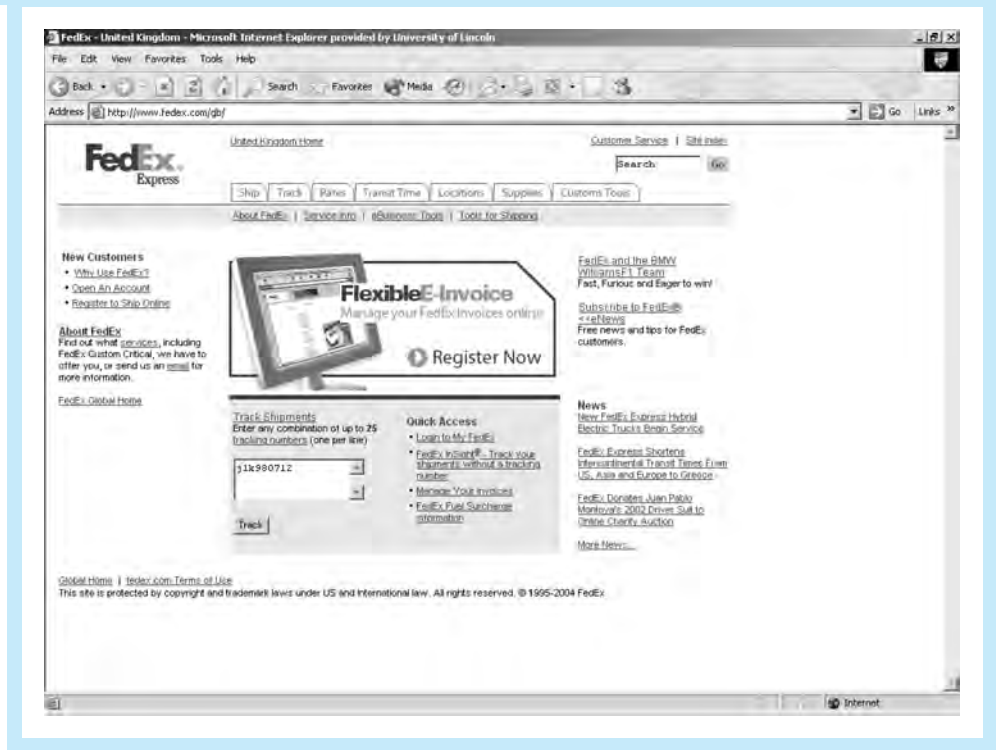 FedEx - United Kingdom - Microsoft Internet Explorer provided by University of Lincoln
File Edit View Favorites Tools Help
Back Search Favorites Media
Address http://www.fedex.com/gb/ Go Links »
FedEx®
Express
United Kingdom Home
Customer Service | Site Index
Search Go
Ship Track Rates Transit Time Locations Supplies Customs Tools
About FedEx | Service Info | eBusiness Tools | Tools for Shipping
New Customers
• Why Use FedEx?
• Open An Account
• Register to Ship Online
About FedEx
Find out what services, including
FedEx Custom Critical, we have to
offer you, or send us an email for
more information.
FedEx Global Home
FlexibleE-Invoice
Manage your FedEx Invoices online
Register Now
FedEx and the BMW
WilliamsF1 Team
Fast, Furious and Eager to win!
Subscribe to FedEx®
<<eNews
Free news and tips for FedEx
customers.
Track Shipments
Enter any combination of up to 25
tracking numbers (one per line)
j1k980712
Track
Quick Access
• Login to My FedEx
• FedEx InSight® - Track your
shipments without a tracking
number
• Manage Your Invoices
• FedEx Fuel Surcharge
information
News
New FedEx Express Hybrid
Electric Trucks Begin Service
FedEx Express Shortens
Intercontinental Transit Times From
US, Asia and Europe to Greece
FedEx Donates Juan Pablo
Montoya's 2002 Driver Suit to
Online Charity Auction
More News...
Global Home | fedex.com Terms of Use
This site is protected by copyright and trademark laws under US and International law. All rights reserved. © 1995-2004 FedEx
Internet